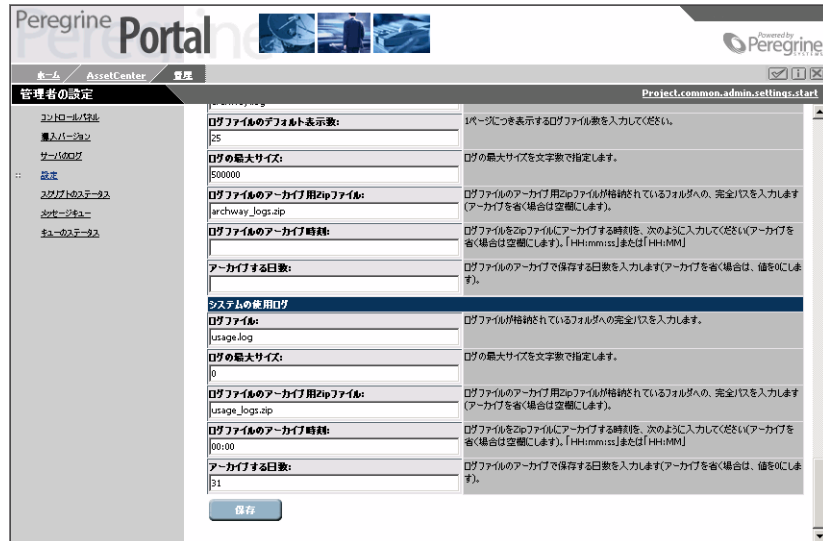 Peregrine Portal
Powered by
Peregrine
SYSTEMS
ホーム AssetCenter 管理
管理者の設定 Project.common.admin.settings.start
コントロールパネル
導入バージョン
サーバのログ
設定
スクリプトのステータス
メッセージキュー
キューのステータス
ログファイルのデフォルト表示数: 1ページにつき表示するログファイル数を入力してください。
25
ログの最大サイズ: ログの最大サイズを文字数で指定します。
500000
ログファイルのアーカイブ用Zipファイル: ログファイルのアーカイブ用Zipファイルが格納されているフォルダへの、完全パスを入力します
archway_logs.zip (アーカイブを省く場合は空欄にします)。
ログファイルのアーカイブ時刻: ログファイルをZipファイルにアーカイブする時刻を、次のように入力してください(アーカイブを
省く場合は空欄にします)。「HH:mm:ss」または「HH:MM」
アーカイブする日数: ログファイルのアーカイブで保存する日数を入力します(アーカイブを省く場合は、値を0にしま
す)。
システムの使用ログ
ログファイル: ログファイルが格納されているフォルダへの完全パスを入力します。
usage.log
ログの最大サイズ: ログの最大サイズを文字数で指定します。
0
ログファイルのアーカイブ用Zipファイル: ログファイルのアーカイブ用Zipファイルが格納されているフォルダへの、完全パスを入力します
usage_logs.zip (アーカイブを省く場合は空欄にします)。
ログファイルのアーカイブ時刻: ログファイルをZipファイルにアーカイブする時刻を、次のように入力してください(アーカイブを
00:00 省く場合は空欄にします)。「HH:mm:ss」または「HH:MM」
アーカイブする日数: ログファイルのアーカイブで保存する日数を入力します(アーカイブを省く場合は、値を0にしま
31 す)。
保存